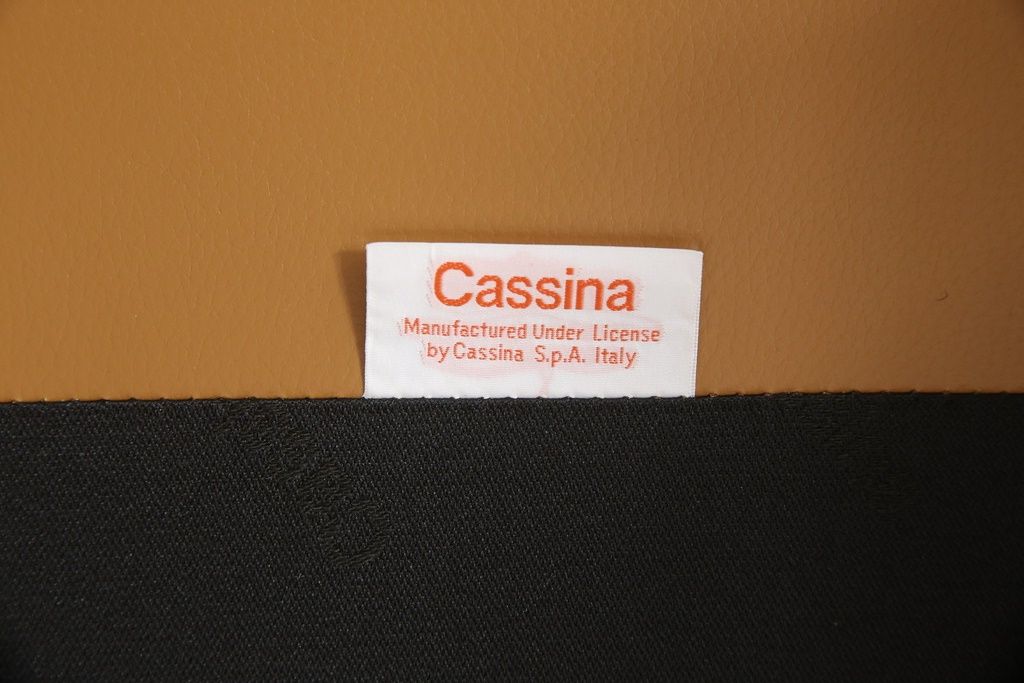 Cassina
Manufactured Under License
by Cassina S.p.A. Italy